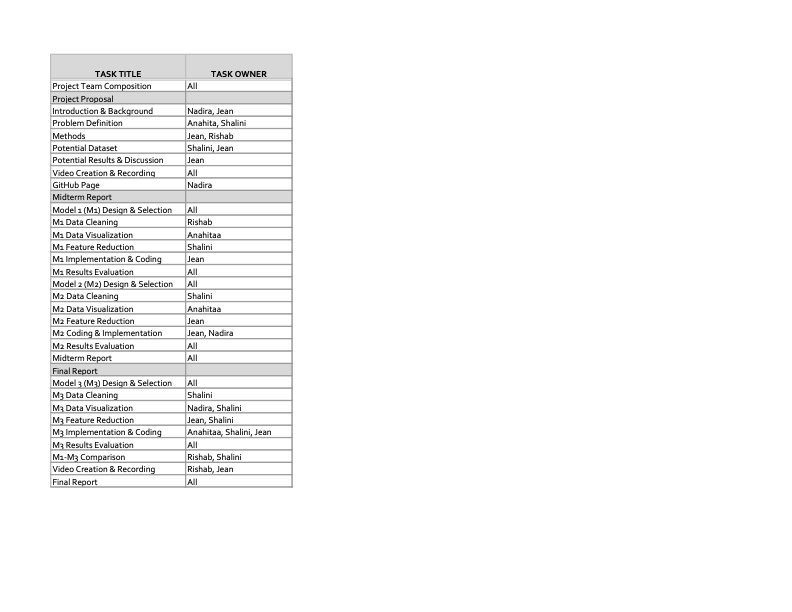 TASK TITLE TASK OWNER
Project Team Composition All
Project Proposal
Introduction & Background Nadira, Jean
Problem Definition Anahita, Shalini
Methods Jean, Rishab
Potential Dataset Shalini, Jean
Potential Results & Discussion Jean
Video Creation & Recording All
GitHub Page Nadira
Midterm Report
Model 1 (M1) Design & Selection All
M1 Data Cleaning Rishab
M1 Data Visualization Anahitaa
M1 Feature Reduction Shalini
M1 Implementation & Coding Jean
M1 Results Evaluation All
Model 2 (M2) Design & Selection All
M2 Data Cleaning Shalini
M2 Data Visualization Anahitaa
M2 Feature Reduction Jean
M2 Coding & Implementation Jean, Nadira
M2 Results Evaluation All
Midterm Report All
Final Report
Model 3 (M3) Design & Selection All
M3 Data Cleaning Shalini
M3 Data Visualization Nadira, Shalini
M3 Feature Reduction Jean, Shalini
M3 Implementation & Coding Anahitaa, Shalini, Jean
M3 Results Evaluation All
M1-M3 Comparison Rishab, Shalini
Video Creation & Recording Rishab, Jean
Final Report All